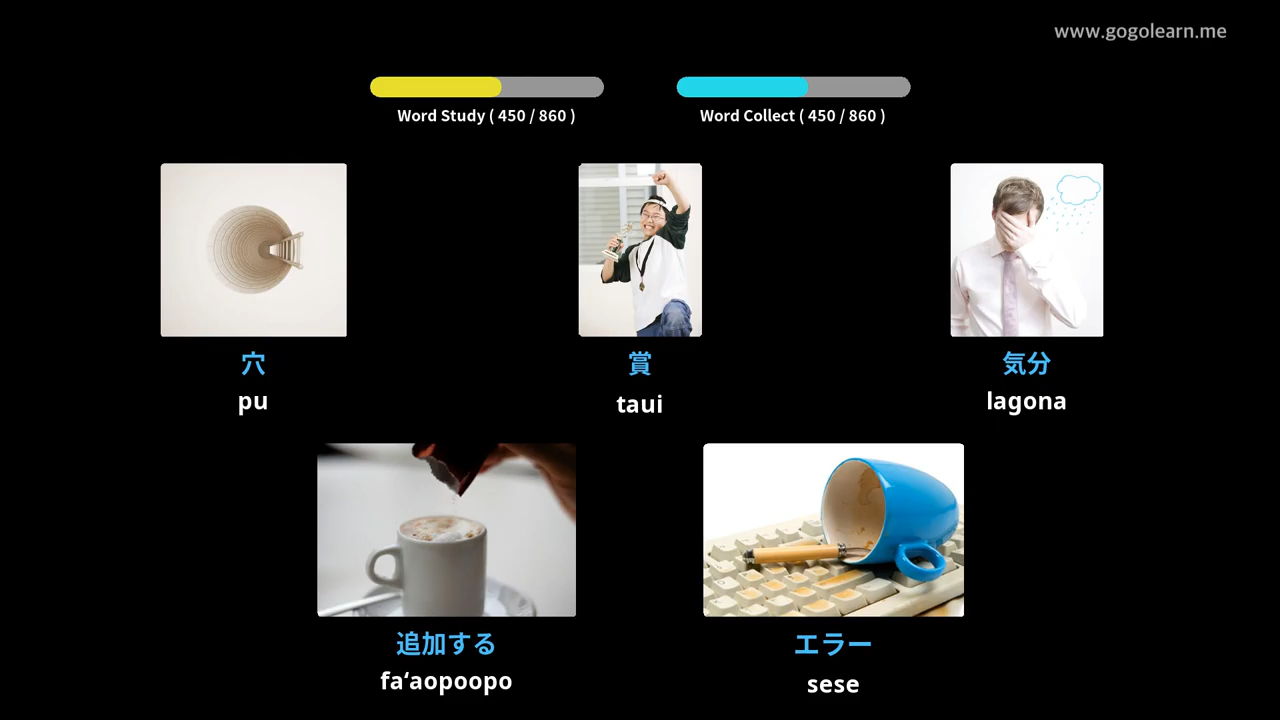 www.gogolearn.me
Word Study ( 450 / 860 )
Word Collect ( 450 / 860 )
穴
pu
賞
taui
気分
lagona
追加する
fa‘aopoopo
エラー
sese